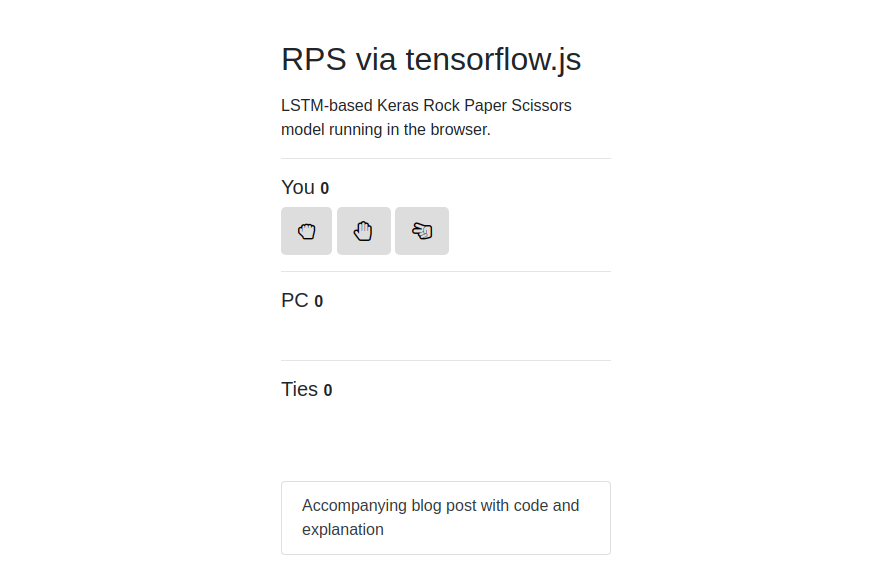 RPS via tensorflow.js
LSTM-based Keras Rock Paper Scissors
model running in the browser.
You 0
PC 0
Ties 0
Accompanying blog post with code and
explanation